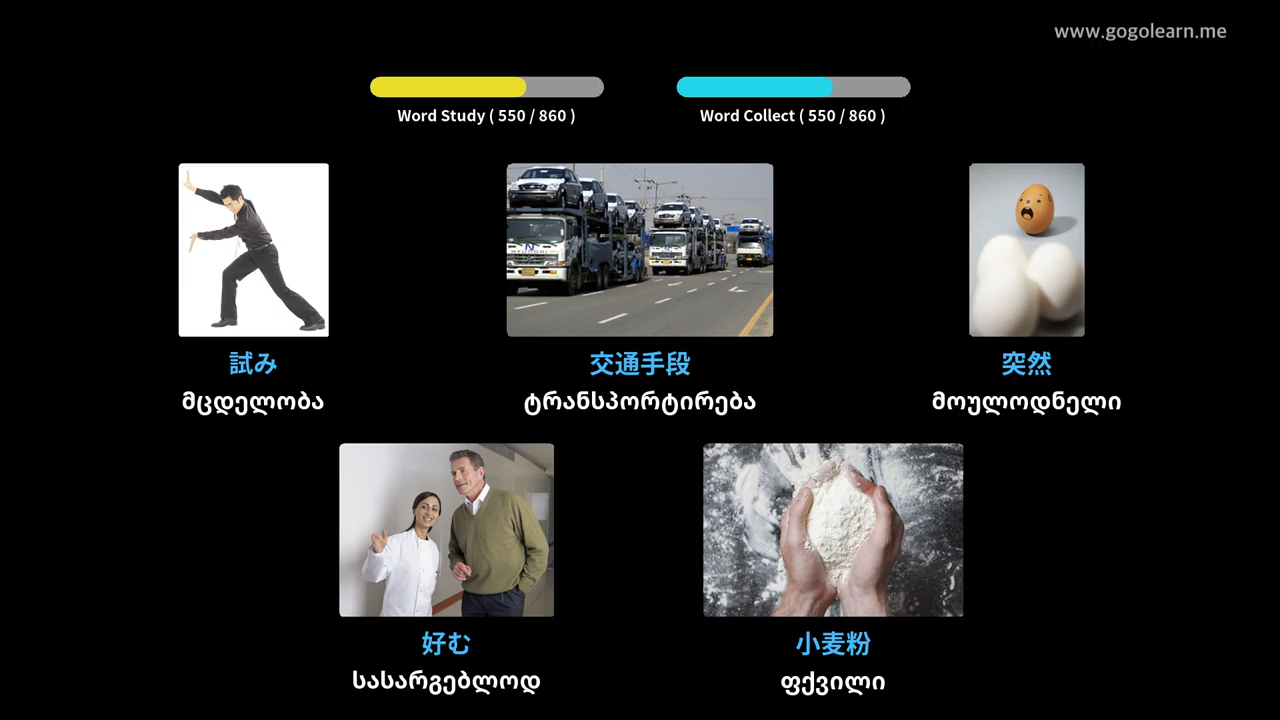 www.gogolearn.me
Word Study ( 550 / 860 )
Word Collect ( 550 / 860 )
試み
მცდელობა
交通手段
ტრანსპორტირება
突然
მოულოდნელი
好む
სასარგებლოდ
小麦粉
ფქვილი